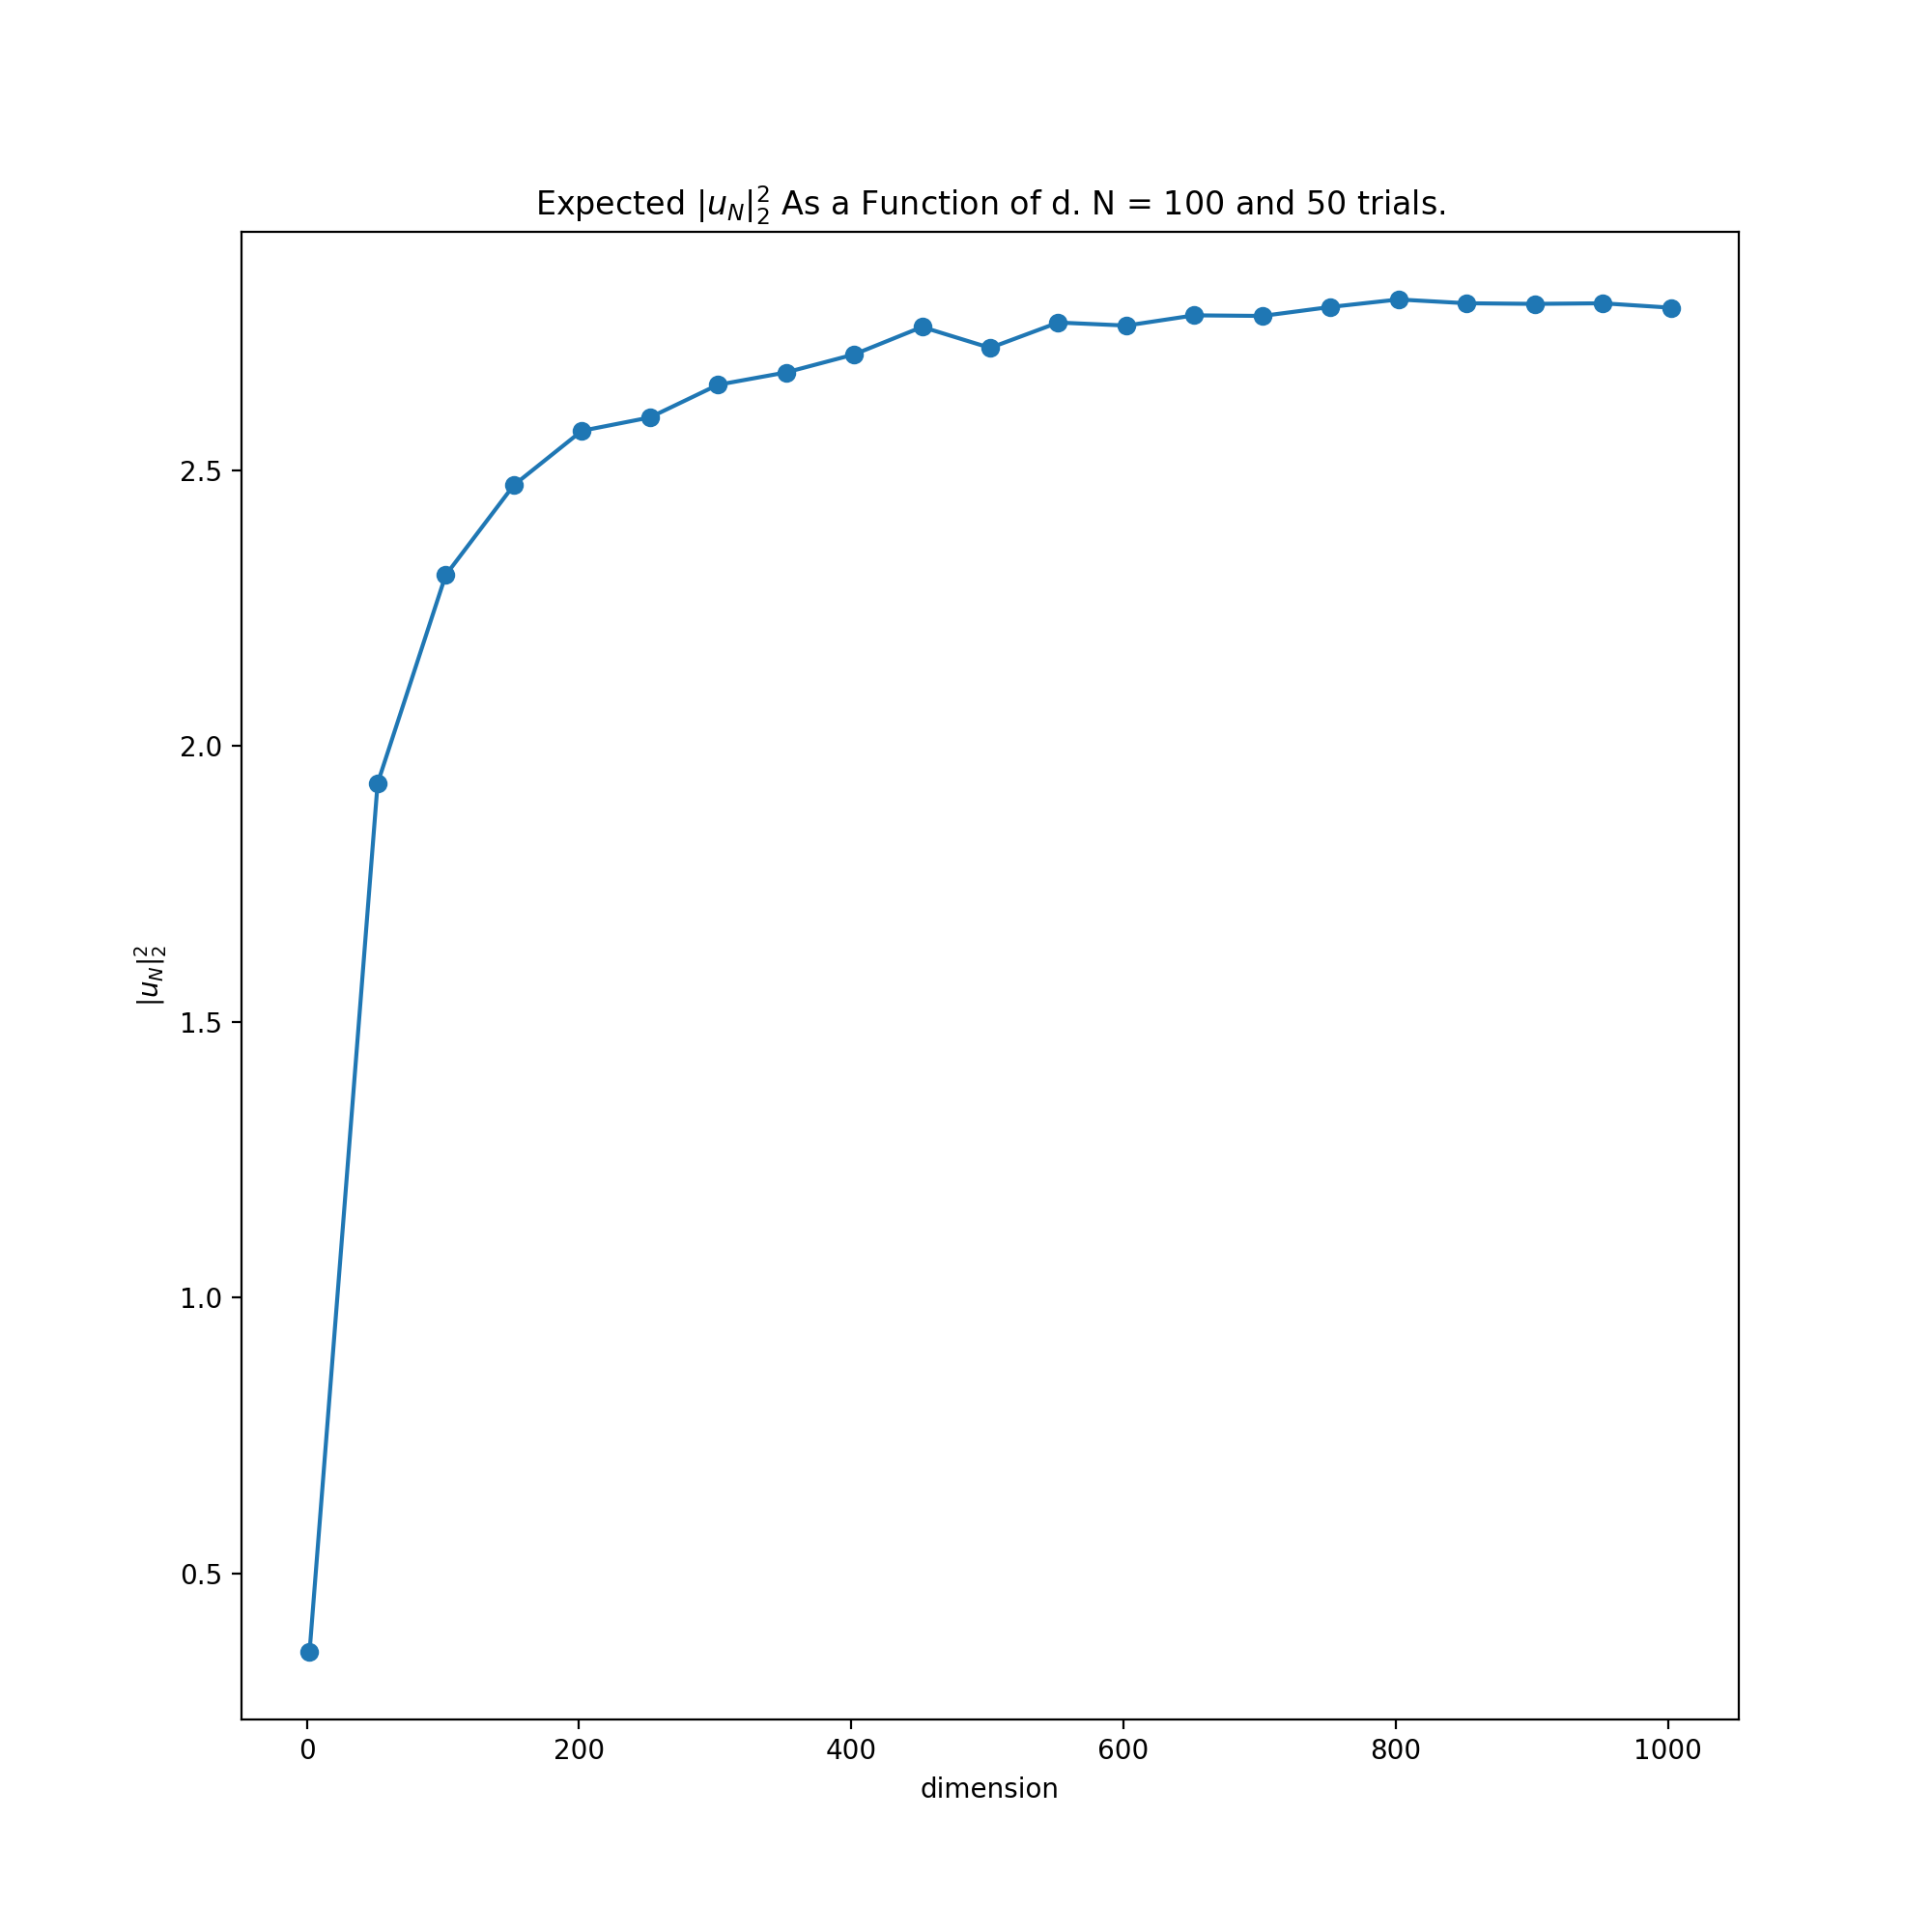 Expected $|u_N|_2^2$ As a Function of d. N = 100 and 50 trials.
$|u_N|_2^2$
2.5
2.0
1.5
1.0
0.5
0 200 400 600 800 1000
dimension